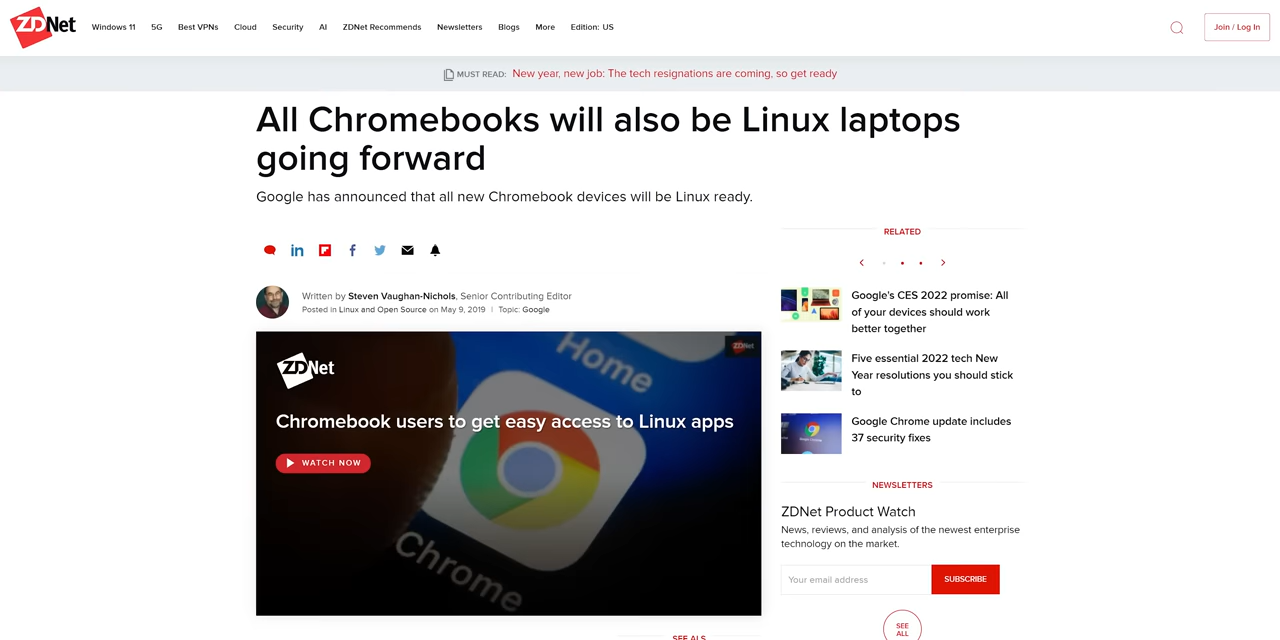 ZDNet
Windows 11
5G
Best VPNs
Cloud
Security
AI
ZDNet Recommends
Newsletters
Blogs
More
Edition: US
Join / Log In
MUST READ: New year, new job: The tech resignations are coming, so get ready
All Chromebooks will also be Linux laptops
going forward
Google has announced that all new Chromebook devices will be Linux ready.
in
f
Written by Steven Vaughan-Nichols, Senior Contributing Editor
Posted in Linux and Open Source on May 9, 2019 | Topic: Google
Home
ZDNet
ZDNet
Chromebook users to get easy access to Linux apps
WATCH NOW
Chrome
RELATED
Google's CES 2022 promise: All
of your devices should work
better together
Five essential 2022 tech New
Year resolutions you should stick
to
Google Chrome update includes
37 security fixes
NEWSLETTERS
ZDNet Product Watch
News, reviews, and analysis of the newest enterprise
technology on the market.
Your email address
SUBSCRIBE
SEE
ALL
SEE ALS